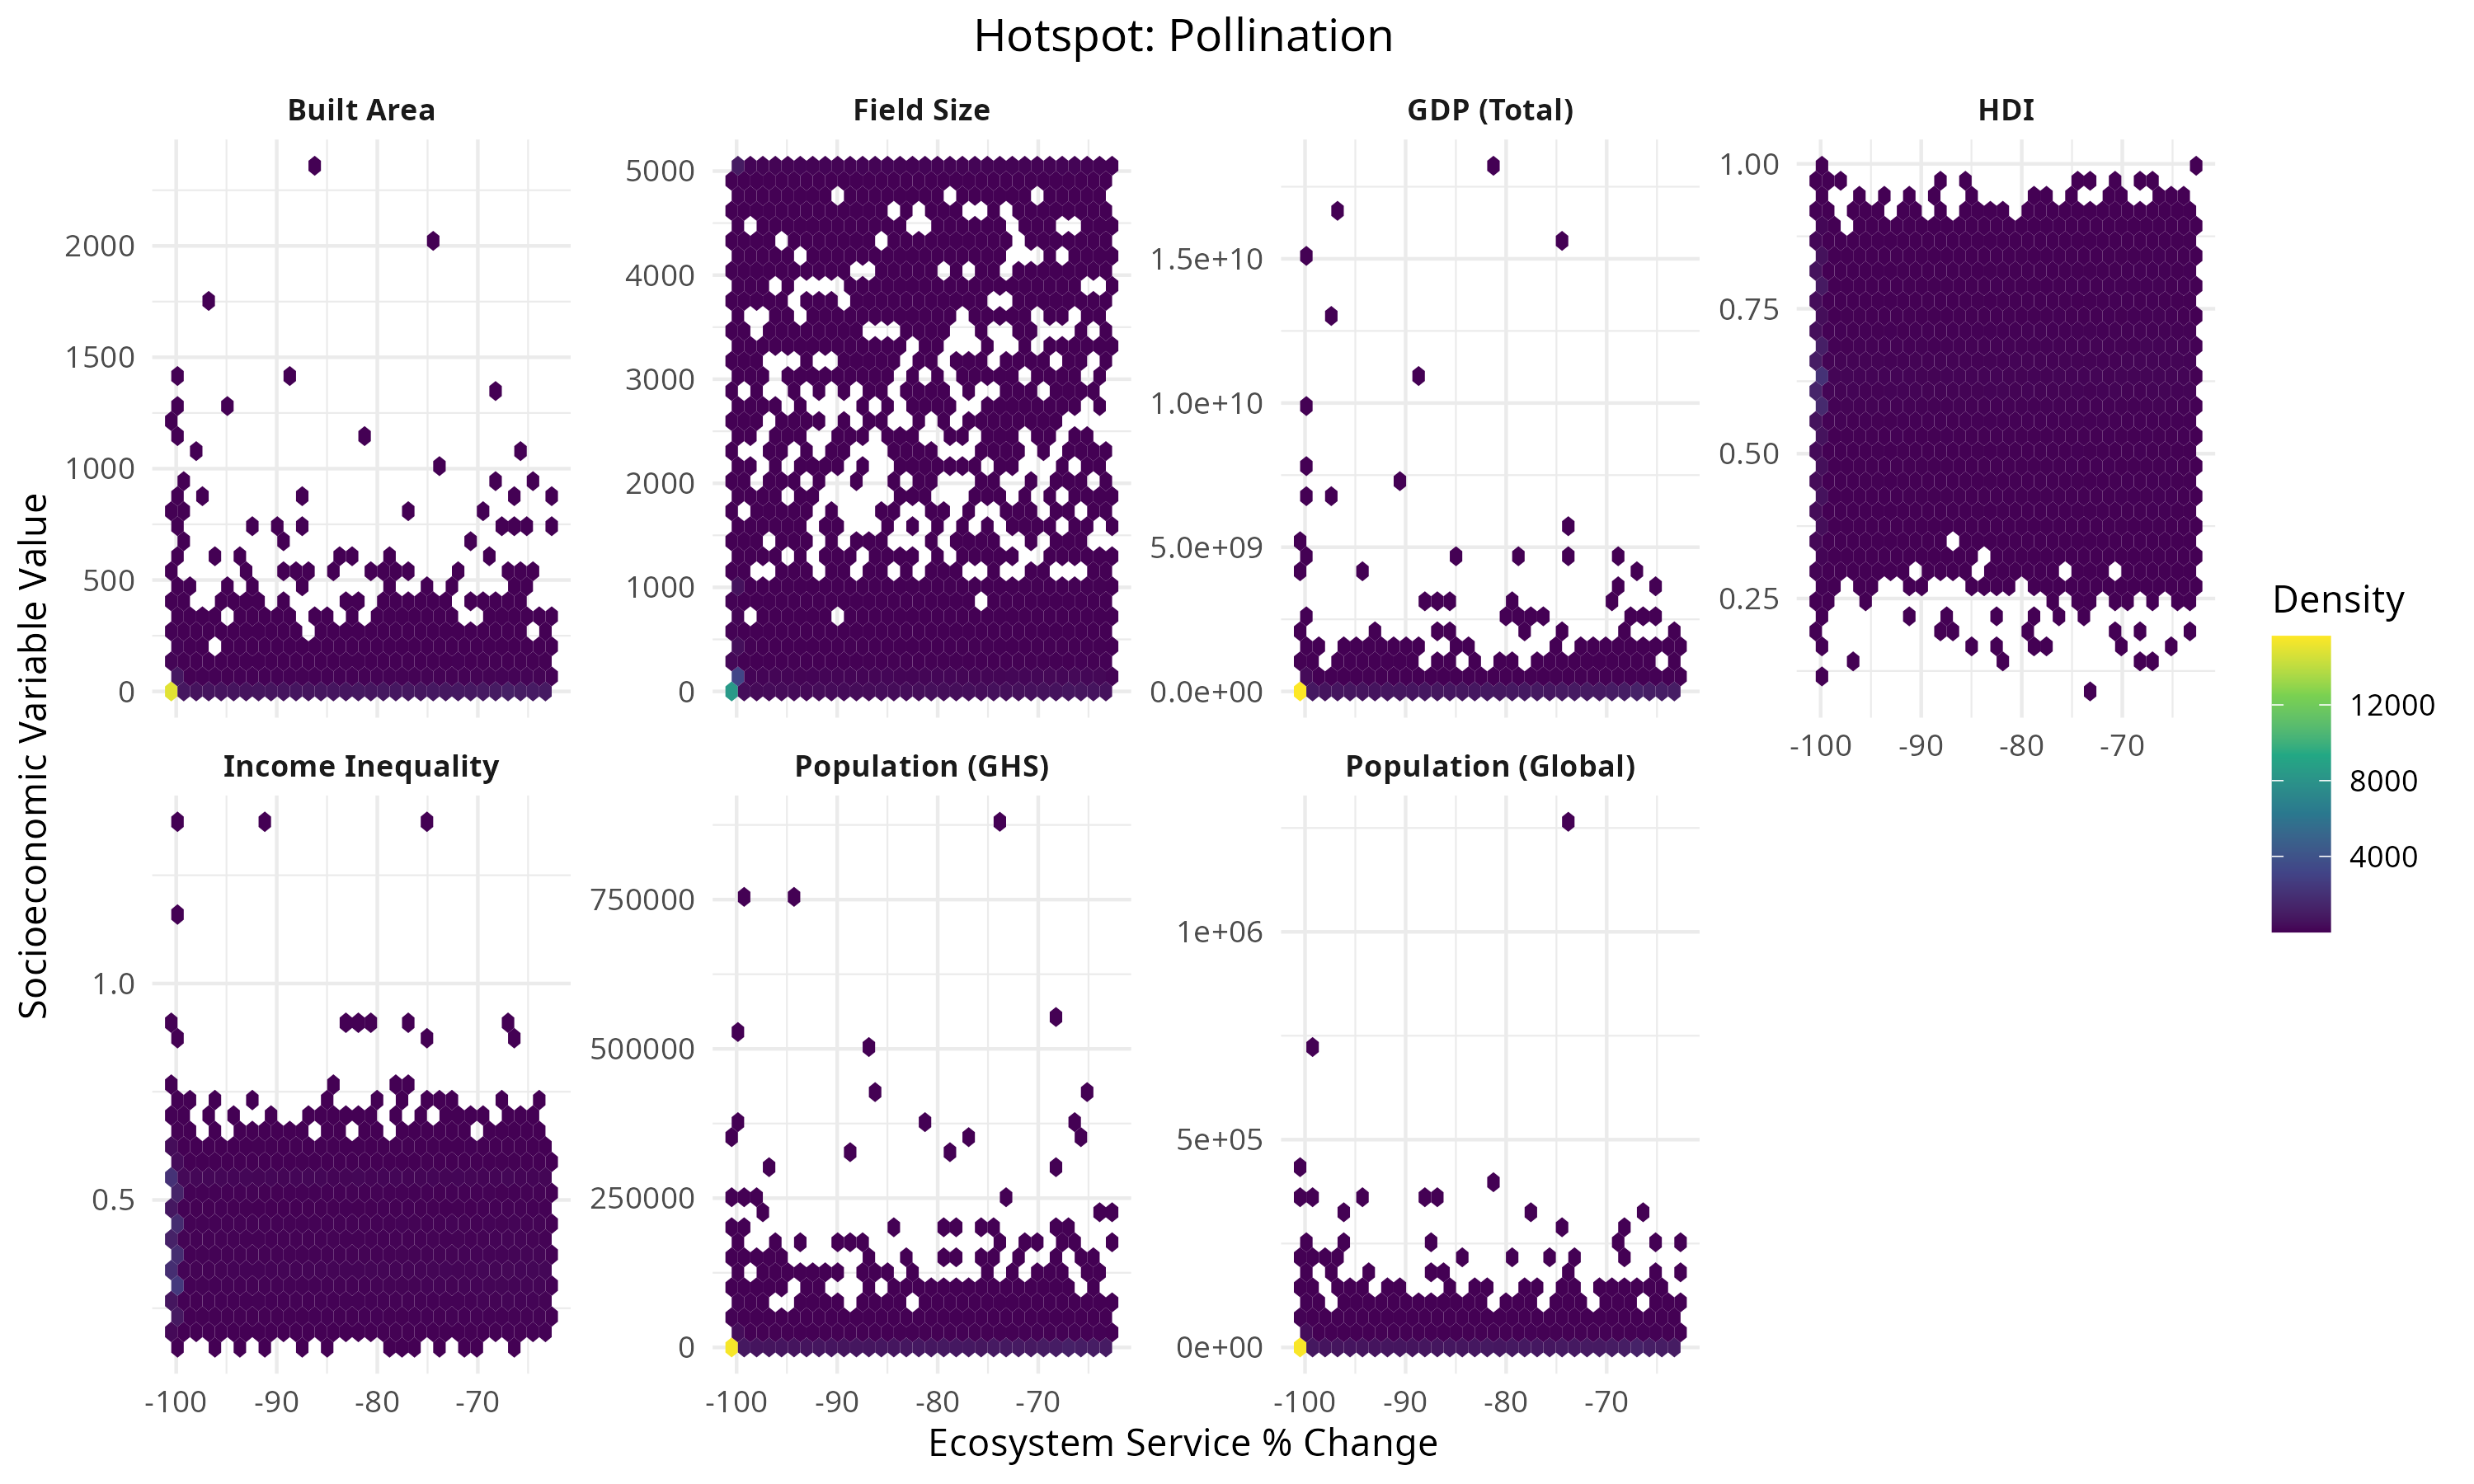 Hotspot: Pollination
Built Area
Field Size
GDP (Total)
HDI
2000
1500
1000
500
0
5000
4000
3000
2000
1000
0
1.5e+10
1.0e+10
5.0e+09
0.0e+00
1.00
0.75
0.50
0.25
-100 -90 -80 -70
Socioeconomic Variable Value
Income Inequality
Population (GHS)
Population (Global)
1.0
0.5
-100 -90 -80 -70
750000
500000
250000
0
-100 -90 -80 -70
1e+06
5e+05
0e+00
-100 -90 -80 -70
Ecosystem Service % Change
Density
12000
8000
4000